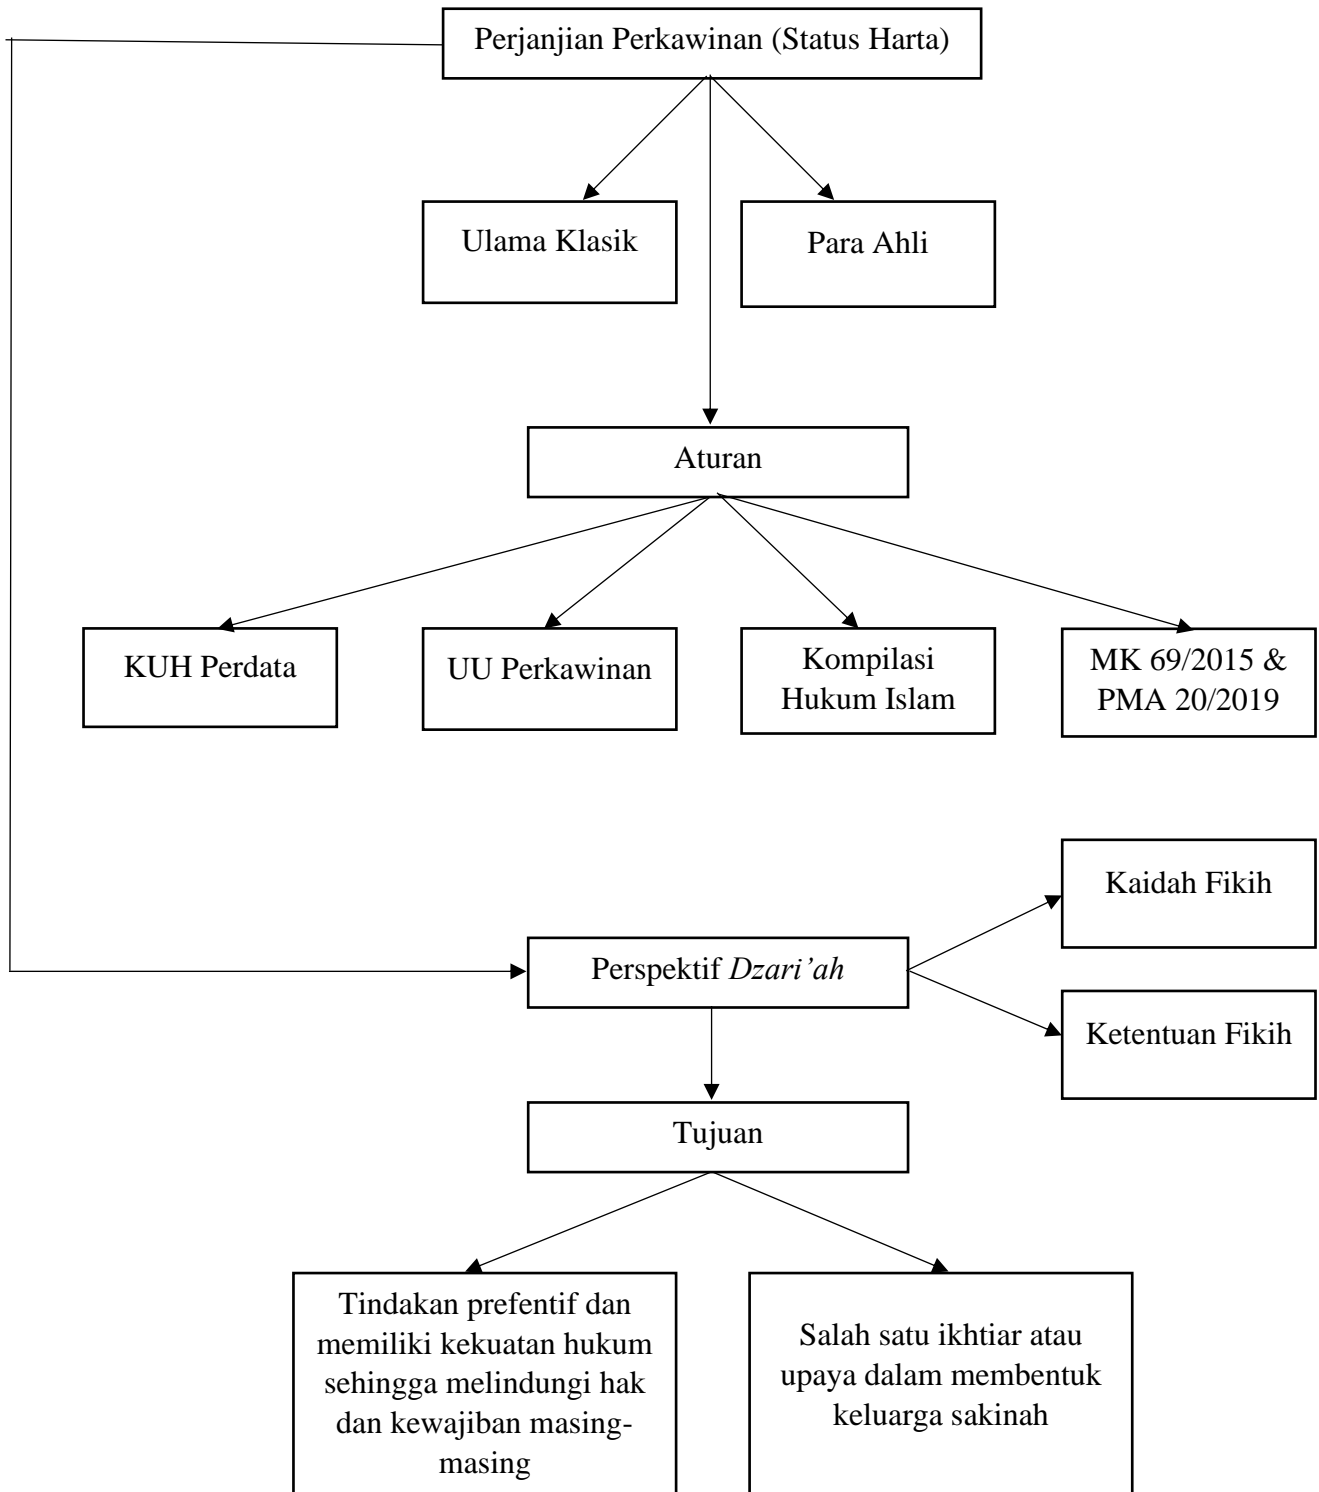 Perjanjian Perkawinan (Status Harta)
Ulama Klasik
Para Ahli
Aturan
KUH Perdata
UU Perkawinan
Kompilasi
Hukum Islam
MK 69/2015 &
PMA 20/2019
Kaidah Fikih
Perspektif Dzari’ah
Ketentuan Fikih
Tujuan
Tindakan prefentif dan
memiliki kekuatan hukum
sehingga melindungi hak
dan kewajiban masing-
masing
Salah satu ikhtiar atau
upaya dalam membentuk
keluarga sakinah